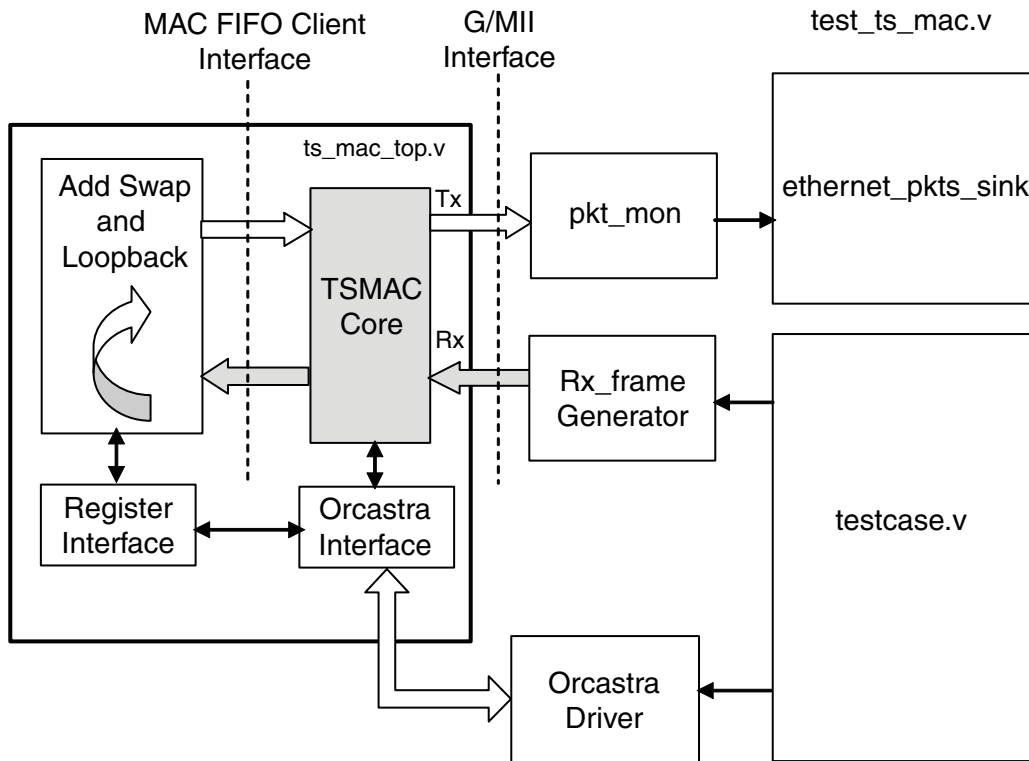 MAC FIFO Client
Interface
G/MII
Interface
test_ts_mac.v
ts_mac_top.v
Add Swap
and
Loopback
Tx
TSMAC
Core
Rx
pkt_mon
ethernet_pkts_sink
Rx_frame
Generator
Register
Interface
Orcastra
Interface
testcase.v
Orcastra
Driver